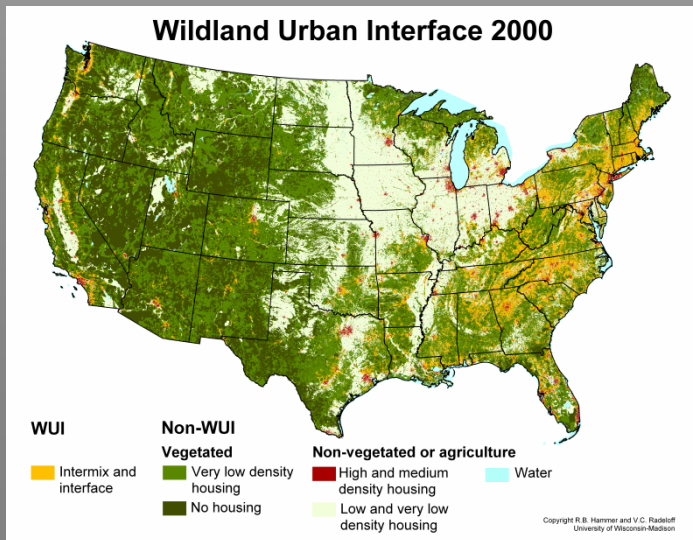 Wildland Urban Interface 2000
WUI
Intermix and
interface
Non-WUI
Vegetated
Very low density
housing
No housing
Non-vegetated or agriculture
High and medium
density housing
Low and very low
density housing
Water
Copyright R.B. Hammer and V.C. Radeloff
University of Wisconsin-Madison